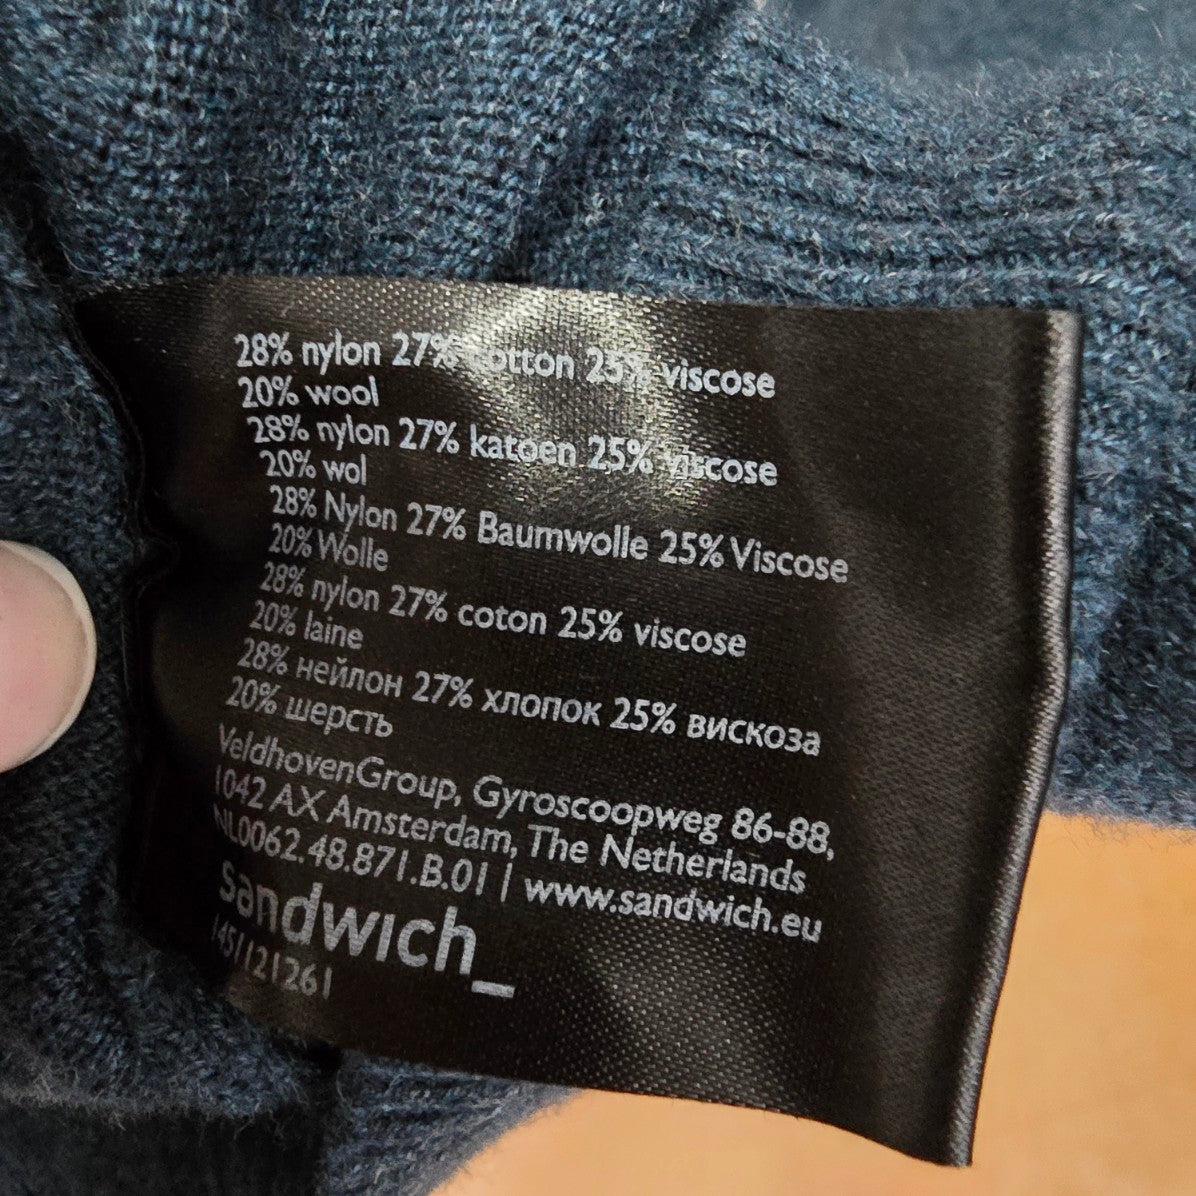 28% nylon 27% cotton 25% viscose
20% wool
28% nylon 27% katoen 25% viscose
20% wol
28% Nylon 27% Baumwolle 25% Viscose
20% Wolle
28% nylon 27% coton 25% viscose
20% laine
28% нейлон 27% хлопок 25% вискоза
20% шерсть
VeldhovenGroup, Gyroscoopweg 86-88,
1042 AX Amsterdam, The Netherlands
NL0062.48.871.B.01 | www.sandwich.eu
sandwich_
145/121261